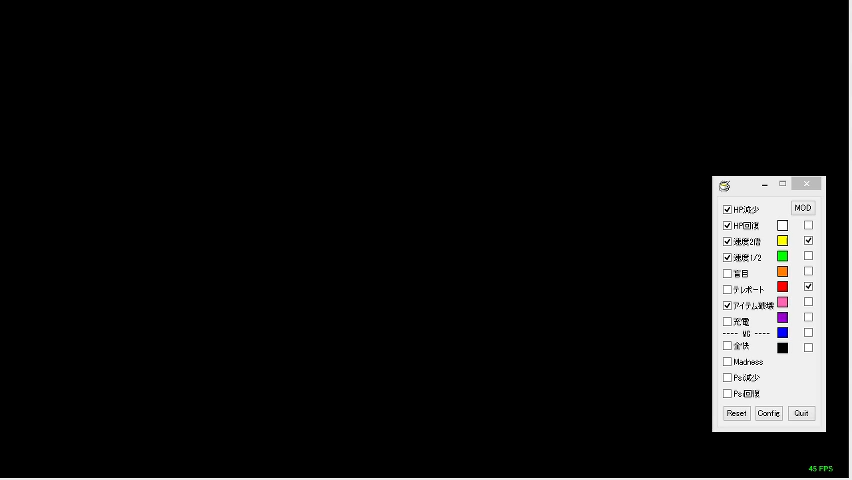 HP減少
MOD
HP回復
速度2倍
速度1/2
盲目
テレポート
アイテム破壊
充電
---- MG ----
全快
Madness
Psi減少
Psi回復
Reset Config Quit
45 FPS